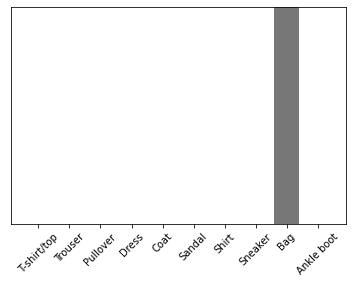 T-shirt/top
Trouser
Pullover
Dress
Coat
Sandal
Shirt
Sneaker
Bag
Ankle boot